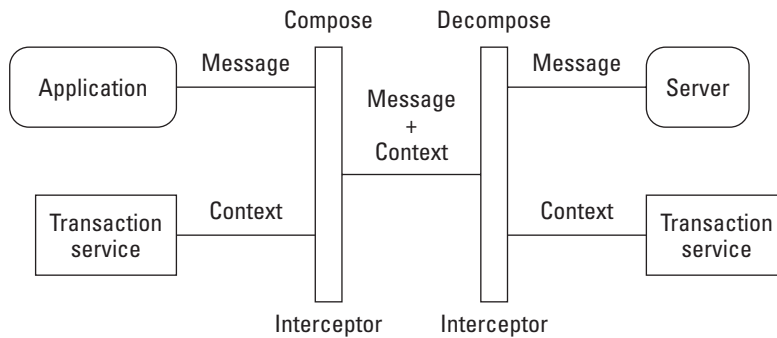 Compose
Decompose
Application
Message
Message
+
Context
Message
Server
Transaction
service
Context
Context
Transaction
service
Interceptor
Interceptor